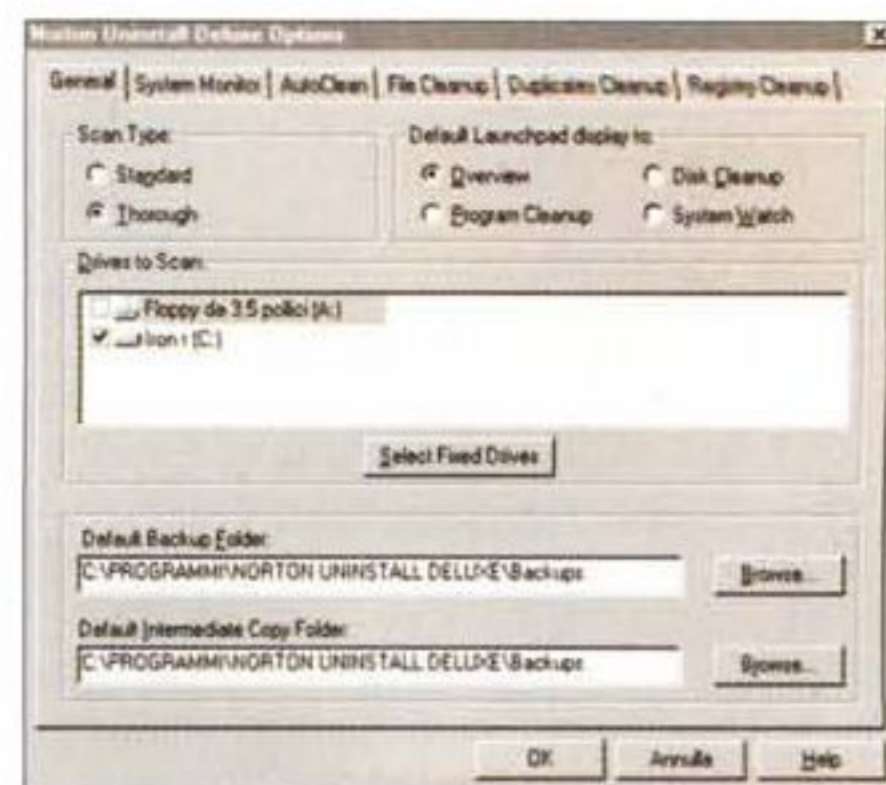 Norton Uninstall Deluxe Options
General System Monitor AutoClean File Cleanup Duplicates Cleanup Registry Cleanup
Scan Type: Default Launchpad display to:
Standard Overview Disk Cleanup
Thorough Program Cleanup System Watch
Drives to Scan:
Floppy da 3.5 pollici (A:)
(C:)
Select Fixed Drives
Default Backup Folder:
C:\PROGRAMMI\NORTON UNINSTALL DELUXE\Backups Browse...
Default Intermediate Copy Folder:
C:\PROGRAMMI\NORTON UNINSTALL DELUXE\Backups Browse...
OK Annulla Help